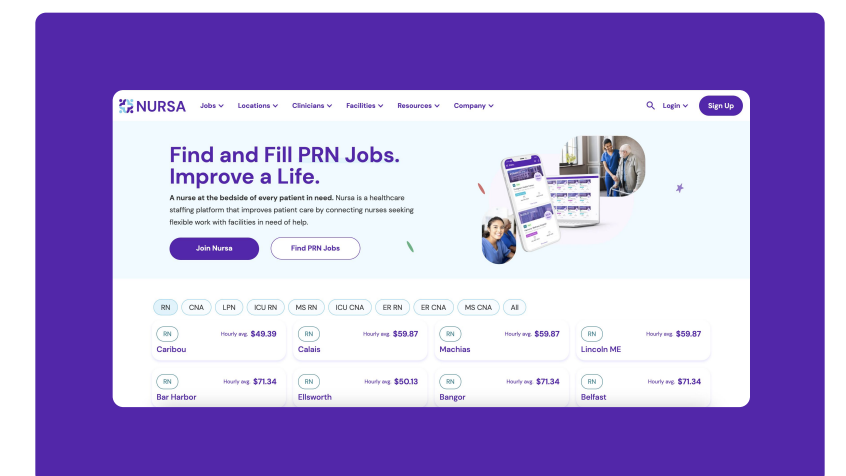 NURSA
Jobs Locations Clinicians Facilities Resources Company Login Sign Up
Find and Fill PRN Jobs.
Improve a Life.
A nurse at the bedside of every patient in need. Nursa is a healthcare
staffing platform that improves patient care by connecting nurses seeking
flexible work with facilities in need of help.
Join Nursa Find PRN Jobs
RN CNA LPN ICU RN MS RN ICU CNA ER RN ER CNA MS CNA All
RN Hourly avg. $49.39 RN Hourly avg. $59.87 RN Hourly avg. $59.87 RN Hourly avg. $59.87
Caribou Calais Machias Lincoln ME
RN Hourly avg. $71.34 RN Hourly avg. $50.13 RN Hourly avg. $71.34 RN Hourly avg. $71.34
Bar Harbor Ellsworth Bangor Belfast